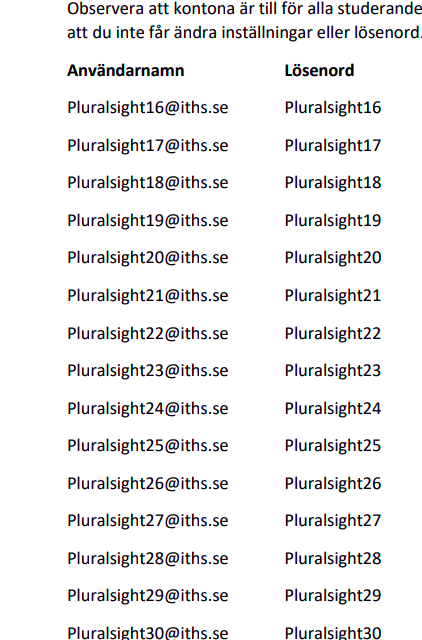 Observera att kontona är till för alla studerande
att du inte får ändra inställningar eller lösenord.
Användarnamn Lösenord
Pluralsight16@iths.se Pluralsight16
Pluralsight17@iths.se Pluralsight17
Pluralsight18@iths.se Pluralsight18
Pluralsight19@iths.se Pluralsight19
Pluralsight20@iths.se Pluralsight20
Pluralsight21@iths.se Pluralsight21
Pluralsight22@iths.se Pluralsight22
Pluralsight23@iths.se Pluralsight23
Pluralsight24@iths.se Pluralsight24
Pluralsight25@iths.se Pluralsight25
Pluralsight26@iths.se Pluralsight26
Pluralsight27@iths.se Pluralsight27
Pluralsight28@iths.se Pluralsight28
Pluralsight29@iths.se Pluralsight29
Pluralsight30@iths.se Pluralsight30